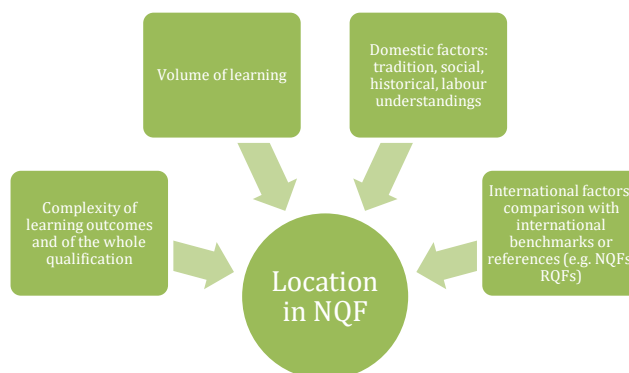 Volume of learning
Domestic factors:
tradition, social,
historical, labour
understandings
Complexity of
learning outcomes
and of the whole
qualification
International factors
comparison with
international
benchmarks or
references (e.g. NQFs
RQFs)
Location
in NQF